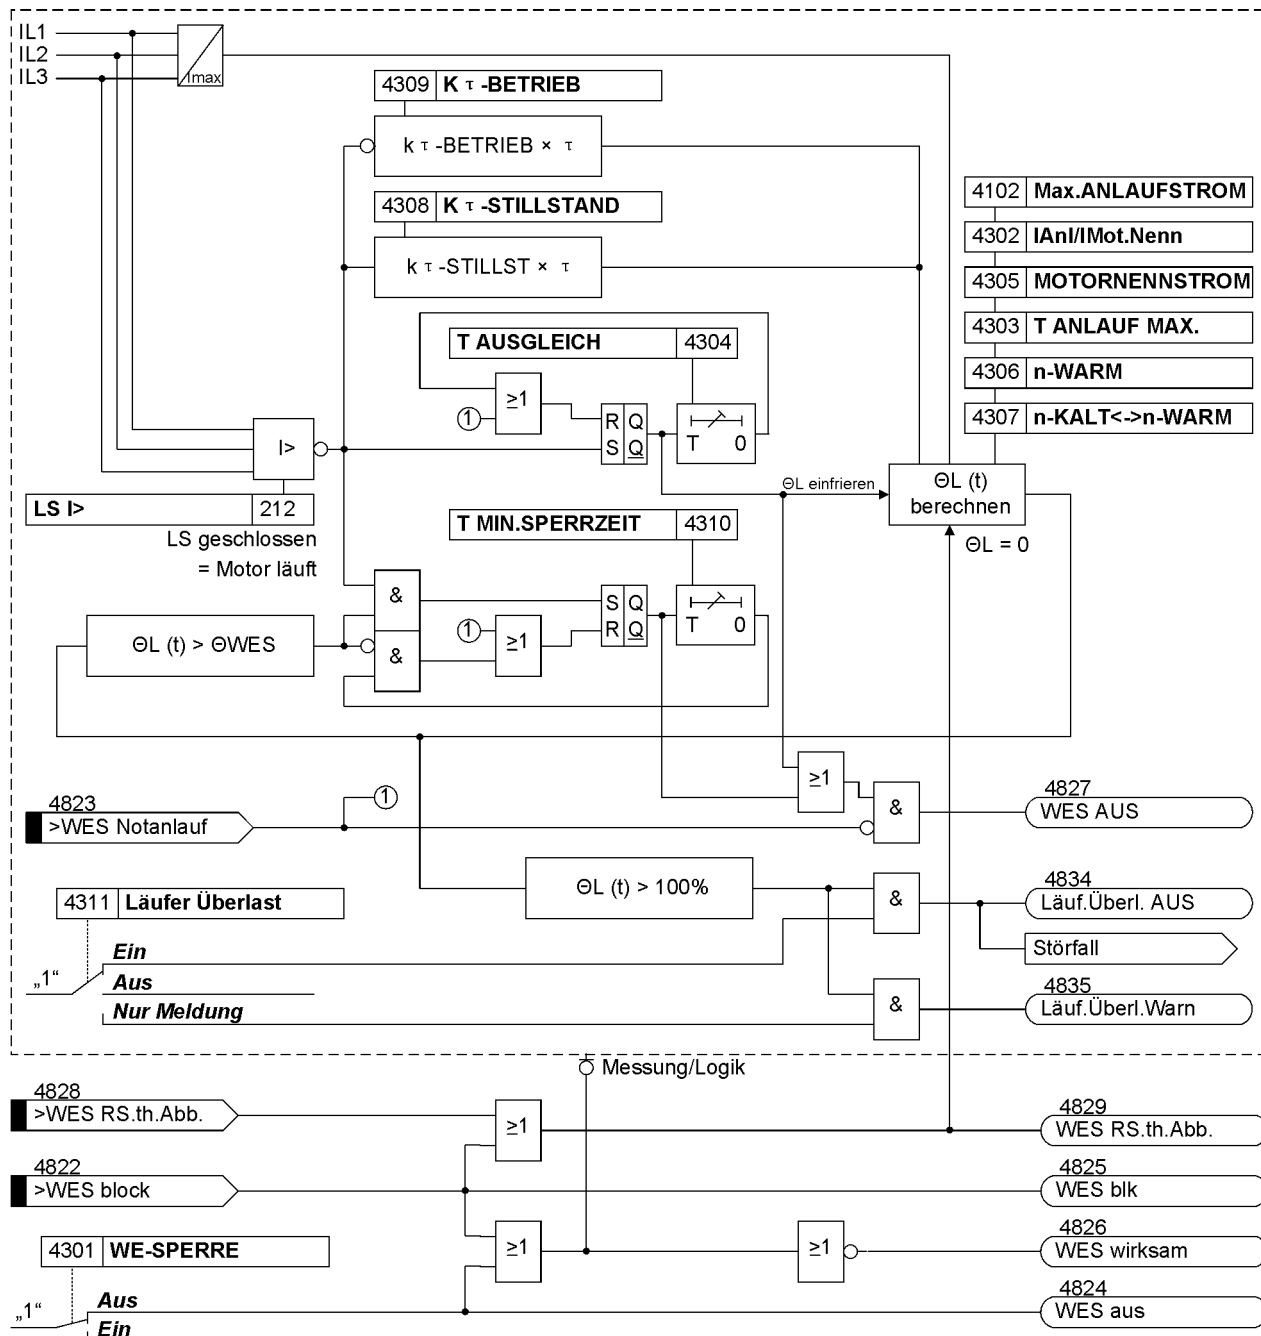 IL1
IL2
IL3
Imax
4309 K τ -BETRIEB
k τ -BETRIEB × τ
4308 K τ -STILLSTAND
k τ -STILLST × τ
4102 Max.ANLAUFSTROM
4302 IAnl/IMot.Nenn
4305 MOTORNENNSTROM
4303 T ANLAUF MAX.
4306 n-WARM
4307 n-KALT<->n-WARM
T AUSGLEICH 4304
≥1
1
R Q
S Q
T 0
I>
LS I> 212
LS geschlossen
= Motor läuft
ΘL einfrieren
ΘL (t)
berechnen
ΘL = 0
T MIN.SPERRZEIT 4310
&
&
1
≥1
S Q
R Q
T 0
ΘL (t) > ΘWES
≥1
4823
>WES Notanlauf
1
&
4827
WES AUS
ΘL (t) > 100%
&
4834
Läuf.Überl. AUS
Störfall
4311 Läufer Überlast
Ein
„1“
Aus
Nur Meldung
&
4835
Läuf.Überl.Warn
Messung/Logik
4828
>WES RS.th.Abb.
≥1
4829
WES RS.th.Abb.
4822
>WES block
4825
WES blk
4301 WE-SPERRE
≥1
≥1
4826
WES wirksam
„1“
Aus
Ein
4824
WES aus